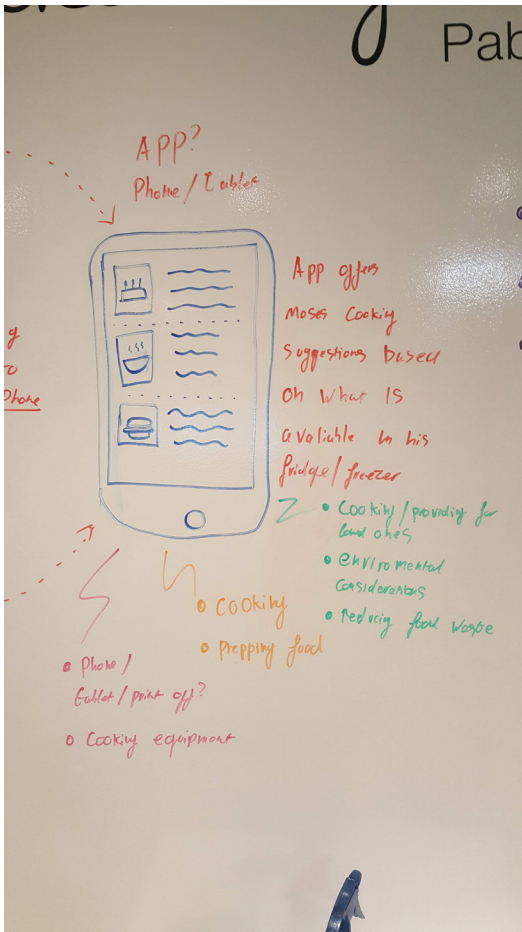 Pab
APP?
Phone / Tablet
App offers
Moses Cooking
Suggestions based
on what is
avaliable in his
fridge/freezer
g
to
Phone
• Cooking / providing for
loved ones
• enviromental
considerations
• reducing food waste
• Cooking
• prepping food
• Phone /
tablet / print off?
• Cooking equipment